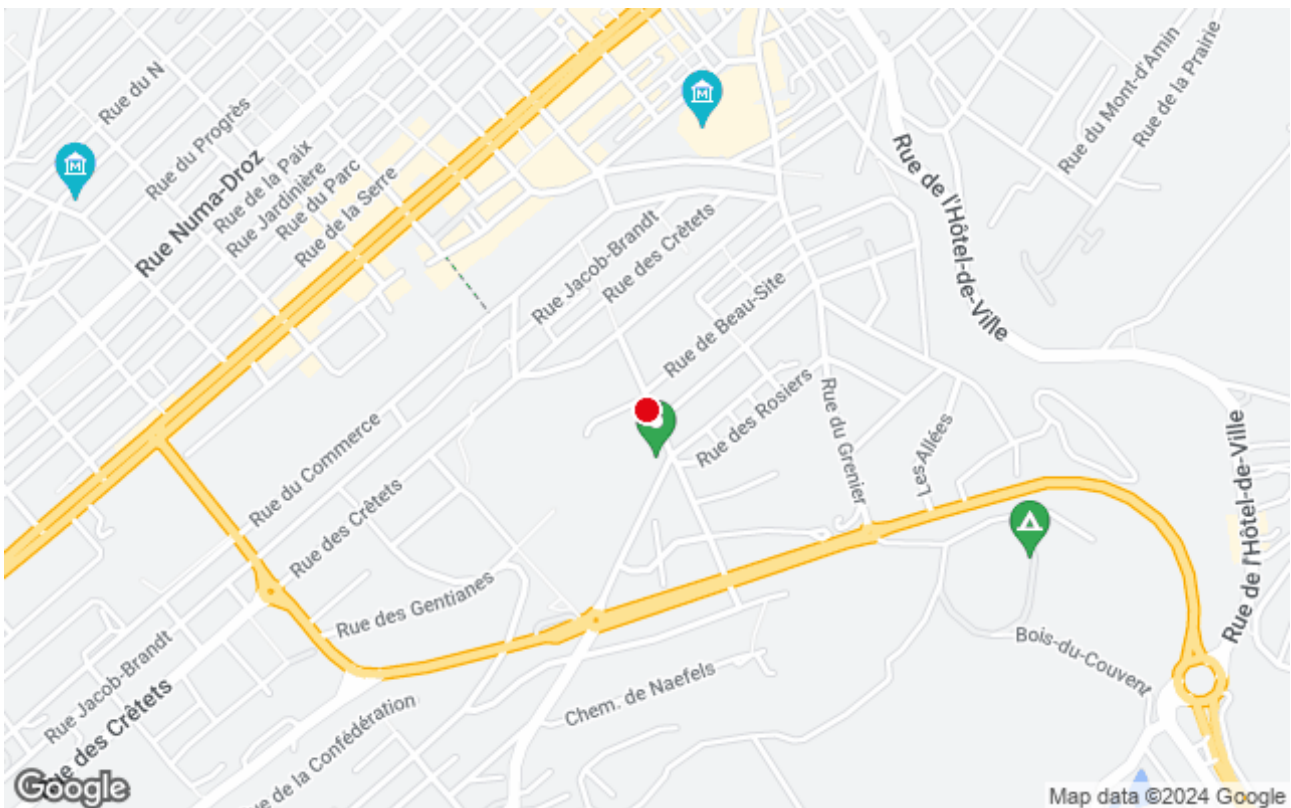 Rue du N
Rue du Progrès
Rue Numa-Droz
Rue de la Paix
Rue Jardinière
Rue du Parc
Rue de la Serre
Rue du Mont-d'Amin
Rue de la Prairie
Rue de l'Hôtel-de-Ville
Rue Jacob-Brandt
Rue des Crêtets
Rue de Beau-Site
Rue des Rosiers
Rue du Grenier
Les Allées
Rue du Commerce
Rue des Crêtets
Rue des Gentianes
Rue de l'Hôtel-de-Ville
Bois-du-Couvent
Chem. de Naefels
Rue Jacob-Brandt
Rue des Crêtets
Rue de la Confédération
M
M
Google
Map data ©2024 Google